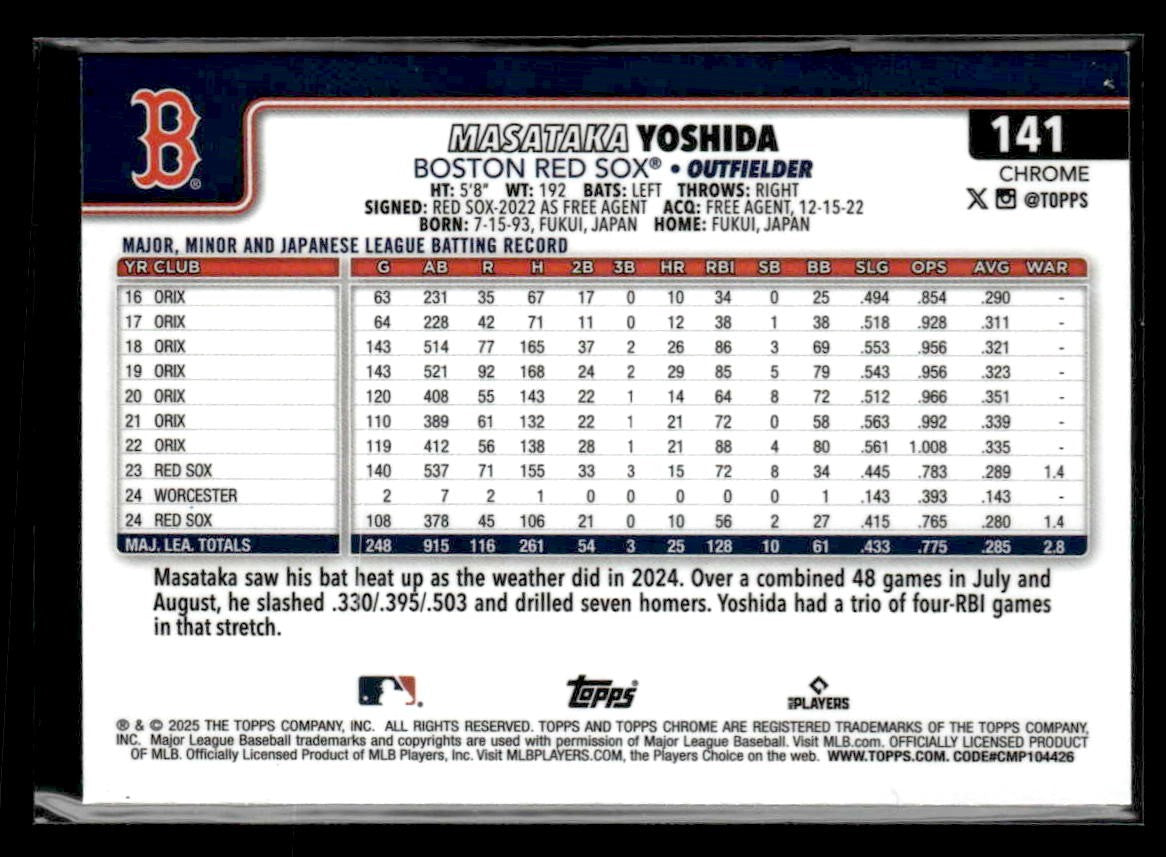 B
®
141
CHROME
@TOPPS
MASATAKA YOSHIDA
BOSTON RED SOX® • OUTFIELDER
HT: 5'8" WT: 192 BATS: LEFT THROWS: RIGHT
SIGNED: RED SOX-2022 AS FREE AGENT ACQ: FREE AGENT, 12-15-22
BORN: 7-15-93, FUKUI, JAPAN HOME: FUKUI, JAPAN
MAJOR, MINOR AND JAPANESE LEAGUE BATTING RECORD
YR CLUB G AB R H 2B 3B HR RBI SB BB SLG OPS AVG WAR
16 ORIX 63 231 35 67 17 0 10 34 0 25 .494 .854 .290 -
17 ORIX 64 228 42 71 11 0 12 38 1 38 .518 .928 .311 -
18 ORIX 143 514 77 165 37 2 26 86 3 69 .553 .956 .321 -
19 ORIX 143 521 92 168 24 2 29 85 5 79 .543 .956 .323 -
20 ORIX 120 408 55 143 22 1 14 64 8 72 .512 .966 .351 -
21 ORIX 110 389 61 132 22 1 21 72 0 58 .563 .992 .339 -
22 ORIX 119 412 56 138 28 1 21 88 4 80 .561 1.008 .335 -
23 RED SOX 140 537 71 155 33 3 15 72 8 34 .445 .783 .289 1.4
24 WORCESTER 2 7 2 1 0 0 0 0 0 1 .143 .393 .143 -
24 RED SOX 108 378 45 106 21 0 10 56 2 27 .415 .765 .280 1.4
MAJ. LEA. TOTALS 248 915 116 261 54 3 25 128 10 61 .433 .775 .285 2.8
Masataka saw his bat heat up as the weather did in 2024. Over a combined 48 games in July and
August, he slashed .330/.395/.503 and drilled seven homers. Yoshida had a trio of four-RBI games
in that stretch.
Topps®
MLB PLAYERS
® & © 2025 THE TOPPS COMPANY, INC. ALL RIGHTS RESERVED. TOPPS AND TOPPS CHROME ARE REGISTERED TRADEMARKS OF THE TOPPS COMPANY,
INC. Major League Baseball trademarks and copyrights are used with permission of Major League Baseball. Visit MLB.com. OFFICIALLY LICENSED PRODUCT
OF MLB. Officially Licensed Product of MLB Players, Inc. Visit MLBPLAYERS.COM, the Players Choice on the web. WWW.TOPPS.COM. CODE#CMP104426